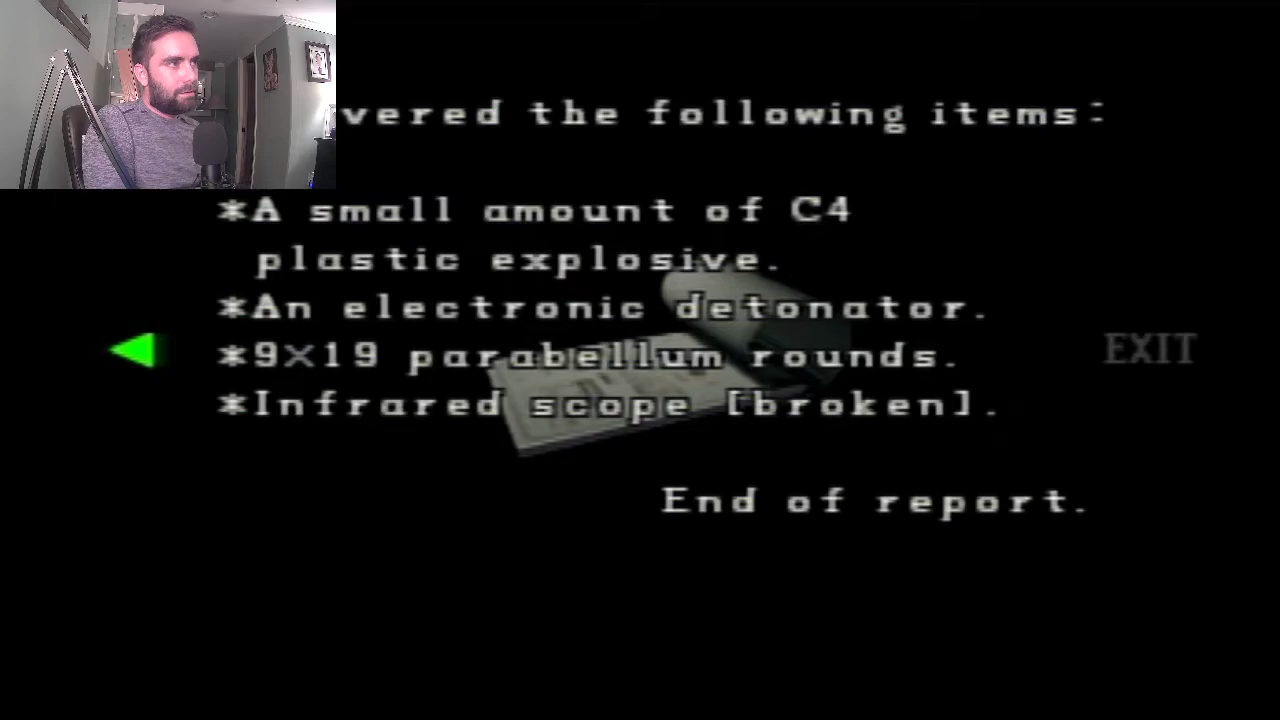 vered the following items:
*A small amount of C4
plastic explosive.
*An electronic detonator.
*9×19 parabellum rounds.
*Infrared scope [broken].
End of report.
EXIT